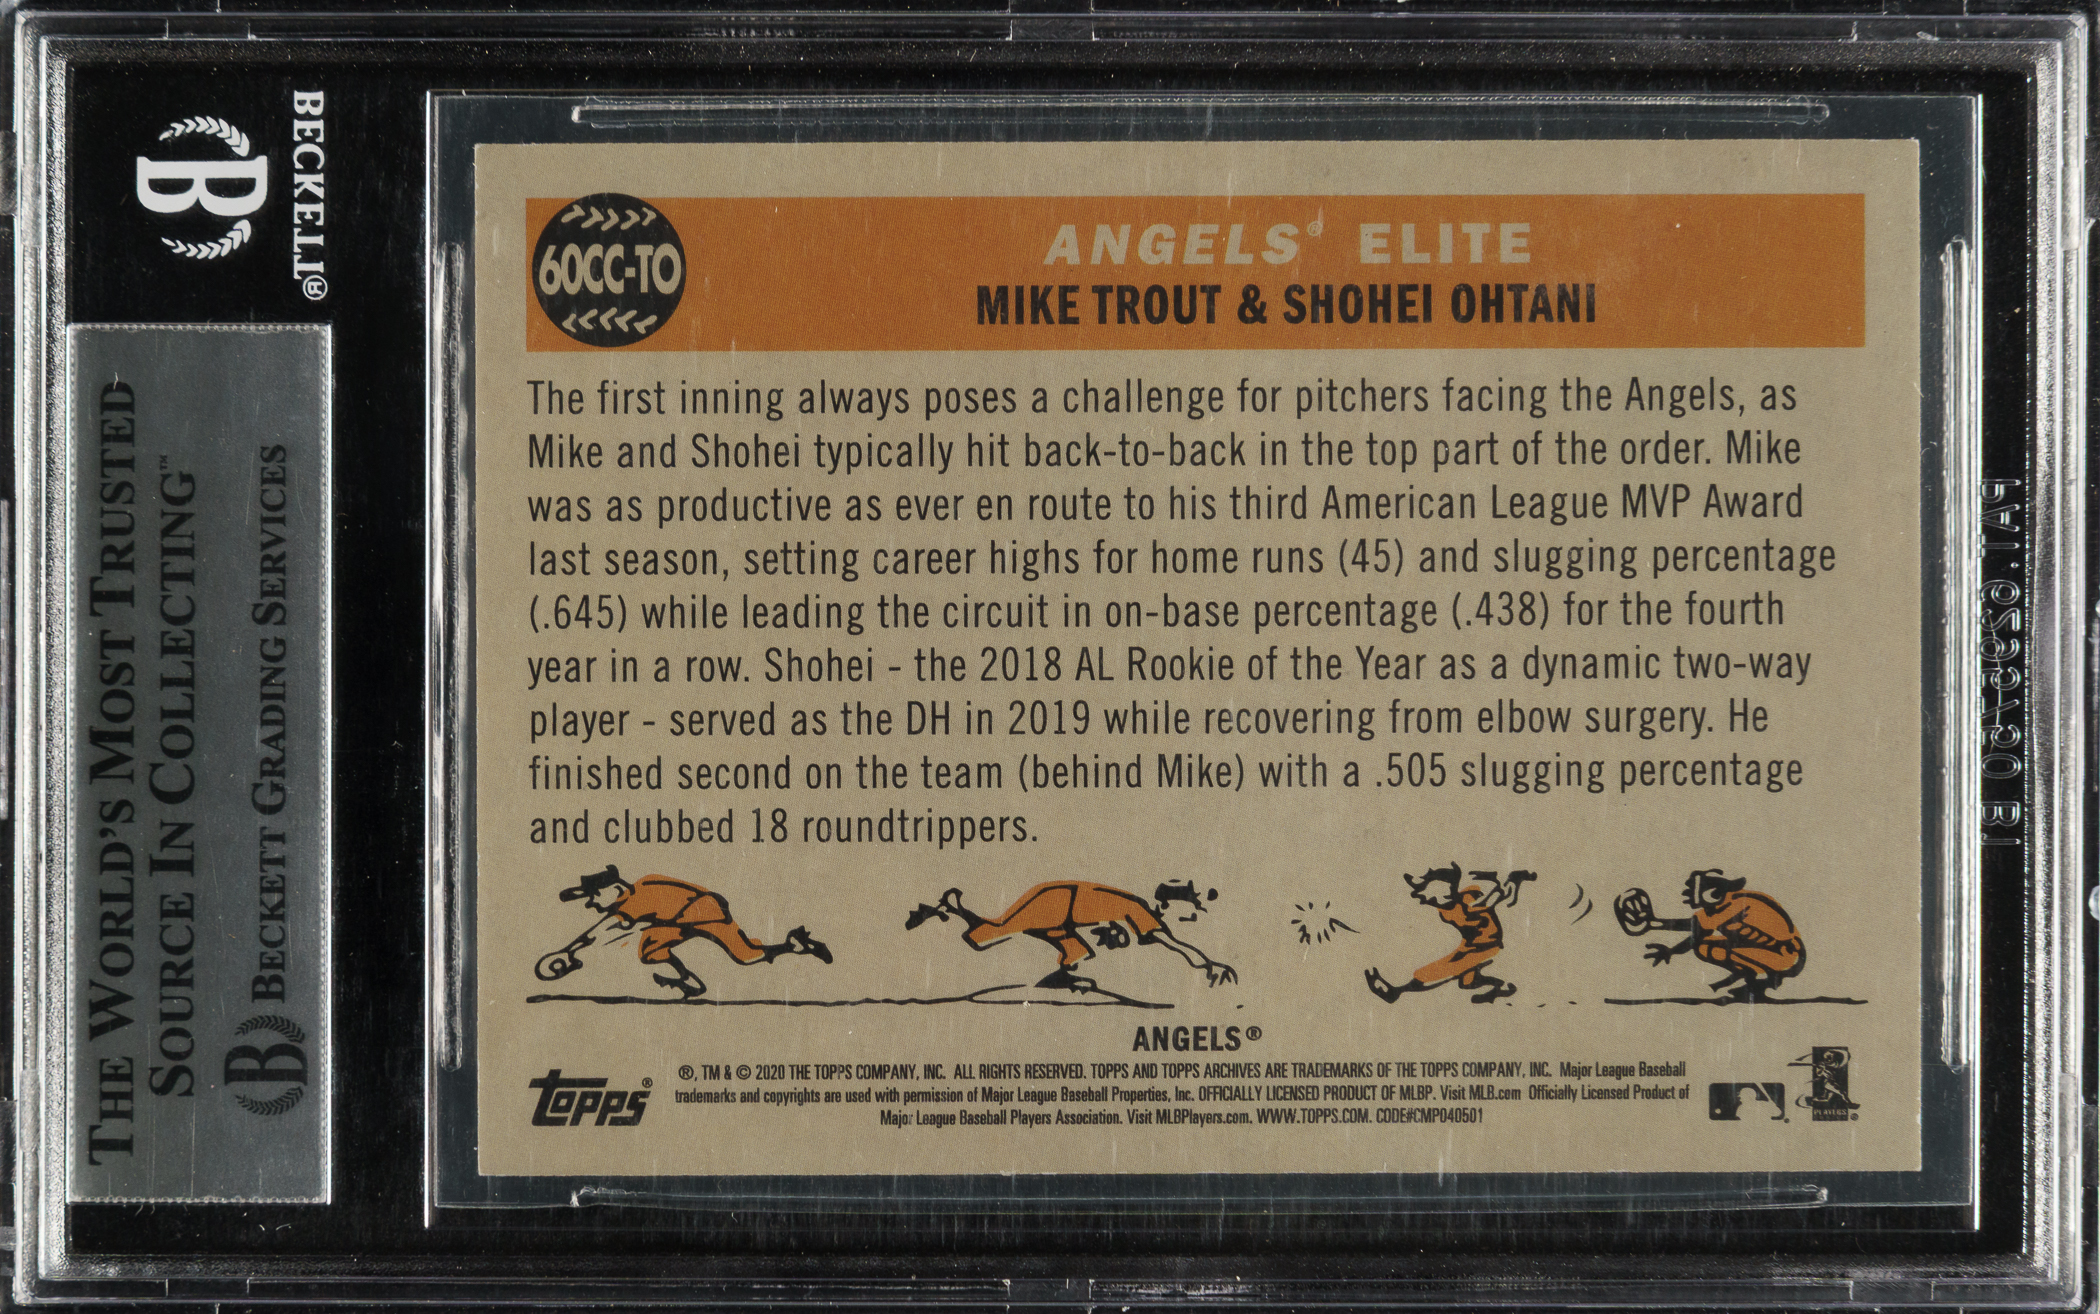 BECKETT®
B
THE WORLD'S MOST TRUSTED
SOURCE IN COLLECTING™
B BECKETT GRADING SERVICES
60CC-TO
ANGELS® ELITE
MIKE TROUT & SHOHEI OHTANI
The first inning always poses a challenge for pitchers facing the Angels, as
Mike and Shohei typically hit back-to-back in the top part of the order. Mike
was as productive as ever en route to his third American League MVP Award
last season, setting career highs for home runs (45) and slugging percentage
(.645) while leading the circuit in on-base percentage (.438) for the fourth
year in a row. Shohei - the 2018 AL Rookie of the Year as a dynamic two-way
player - served as the DH in 2019 while recovering from elbow surgery. He
finished second on the team (behind Mike) with a .505 slugging percentage
and clubbed 18 roundtrippers.
ANGELS®
topps®
®, TM & © 2020 THE TOPPS COMPANY, INC. ALL RIGHTS RESERVED. TOPPS AND TOPPS ARCHIVES ARE TRADEMARKS OF THE TOPPS COMPANY, INC. Major League Baseball
trademarks and copyrights are used with permission of Major League Baseball Properties, Inc. OFFICIALLY LICENSED PRODUCT OF MLBP. Visit MLB.com Officially Licensed Product of
Major League Baseball Players Association. Visit MLBPlayers.com. WWW.TOPPS.COM. CODE#CMP040501
PLAYERS
PAT. 6235750 B1